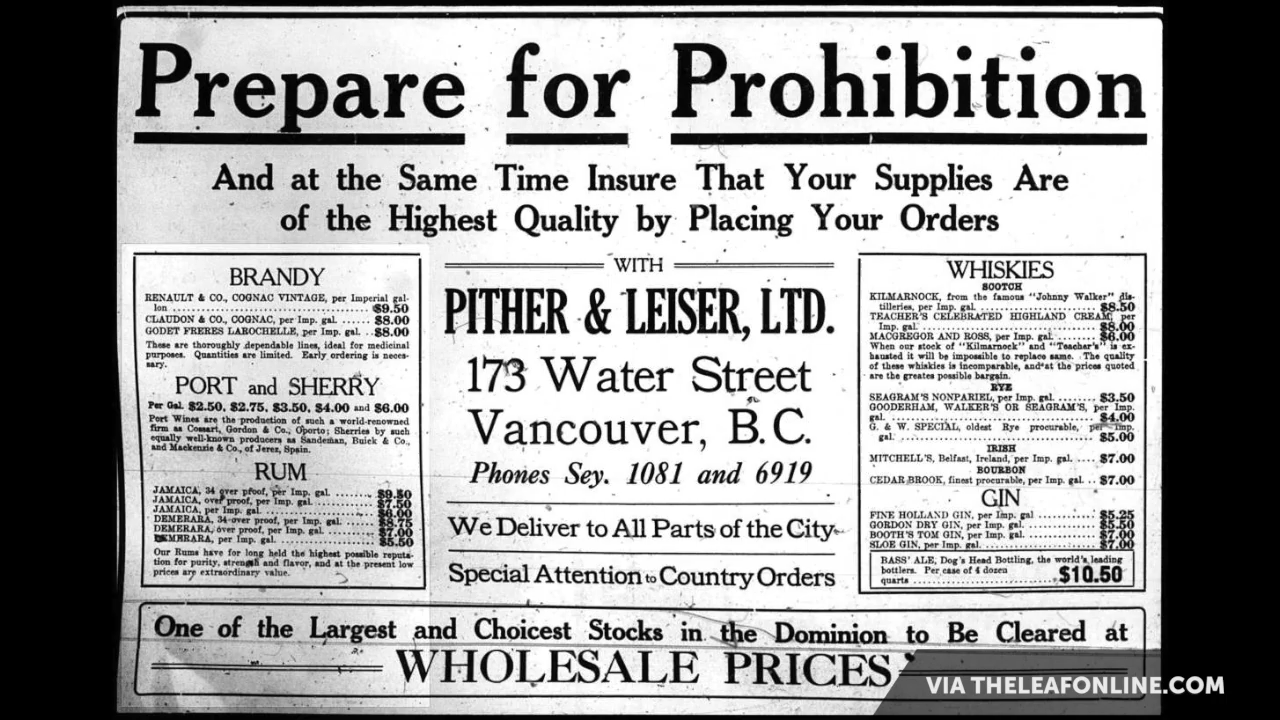 Prepare for Prohibition
And at the Same Time Insure That Your Supplies Are
of the Highest Quality by Placing Your Orders
BRANDY
RENAULT & CO., COGNAC VINTAGE, per Imperial gal-
lon .......... $9.50
CLAUDON & CO., COGNAC, per Imp. gal. ...... $8.00
GODET FRERES LAROCHELLE, per Imp. gal. .. $8.00
These are thoroughly dependable lines, ideal for medicinal
purposes. Quantities are limited. Early ordering is neces-
sary.
PORT and SHERRY
Per Gal. $2.50, $2.75, $3.50, $4.00 and $6.00
Port Wines are the production of such a world-renowned
firm as Cossart, Gordon & Co., Oporto; Sherries by such
equally well-known producers as Sandeman, Buick & Co.,
and Mackenzie & Co., of Jerez, Spain.
RUM
JAMAICA, 34 over proof, per Imp. gal. ........ $9.50
JAMAICA, over proof, per Imp. gal. .......... $7.50
JAMAICA, per Imp. gal. .......... $6.00
DEMERARA, 34 over proof, per Imp. gal. ...... $8.75
DEMERARA, over proof, per Imp. gal. ........ $7.00
DEMERARA, per Imp. gal. .......... $5.50
Our Rums have for long held the highest possible reputa-
tion for purity, strength and flavor, and at the present low
prices are extraordinary value.
WITH
PITHER & LEISER, LTD.
173 Water Street
Vancouver, B.C.
Phones Sey. 1081 and 6919
We Deliver to All Parts of the City
Special Attention to Country Orders
WHISKIES
SCOTCH
KILMARNOCK, from the famous "Johnny Walker" dis-
tilleries, per Imp. gal. .......... $8.50
TEACHER'S CELEBRATED HIGHLAND CREAM, per
Imp. gal. .......... $8.00
MACGREGOR AND ROSS, per Imp. gal. .......... $6.00
When our stock of "Kilmarnock" and "Teacher's" is ex-
hausted it will be impossible to replace same. The quality
of these whiskies is incomparable, and at the prices quoted
are the greates possible bargain.
RYE
SEAGRAM'S NONPARIEL, per Imp. gal. .......... $3.50
GOODERHAM, WALKER'S OR SEAGRAM'S, per Imp.
gal. .......... $4.00
G. & W. SPECIAL, oldest Rye procurable, per Imp.
gal. .......... $5.00
IRISH
MITCHELL'S, Belfast, Ireland, per Imp. gal. ...... $7.00
BOURBON
CEDAR BROOK, finest procurable, per Imp. gal. .. $7.00
GIN
FINE HOLLAND GIN, per Imp. gal .......... $5.25
GORDON DRY GIN, per Imp. gal. .......... $5.50
BOOTH'S TOM GIN, per Imp. gal. .......... $7.00
SLOE GIN, per Imp. gal. .......... $7.00
BASS' ALE, Dog's Head Bottling, the world's leading
bottlers. Per case of 4 dozen
quarts .......... $10.50
One of the Largest and Choicest Stocks in the Dominion to Be Cleared at
WHOLESALE PRICES
VIA THELEAFONLINE.COM